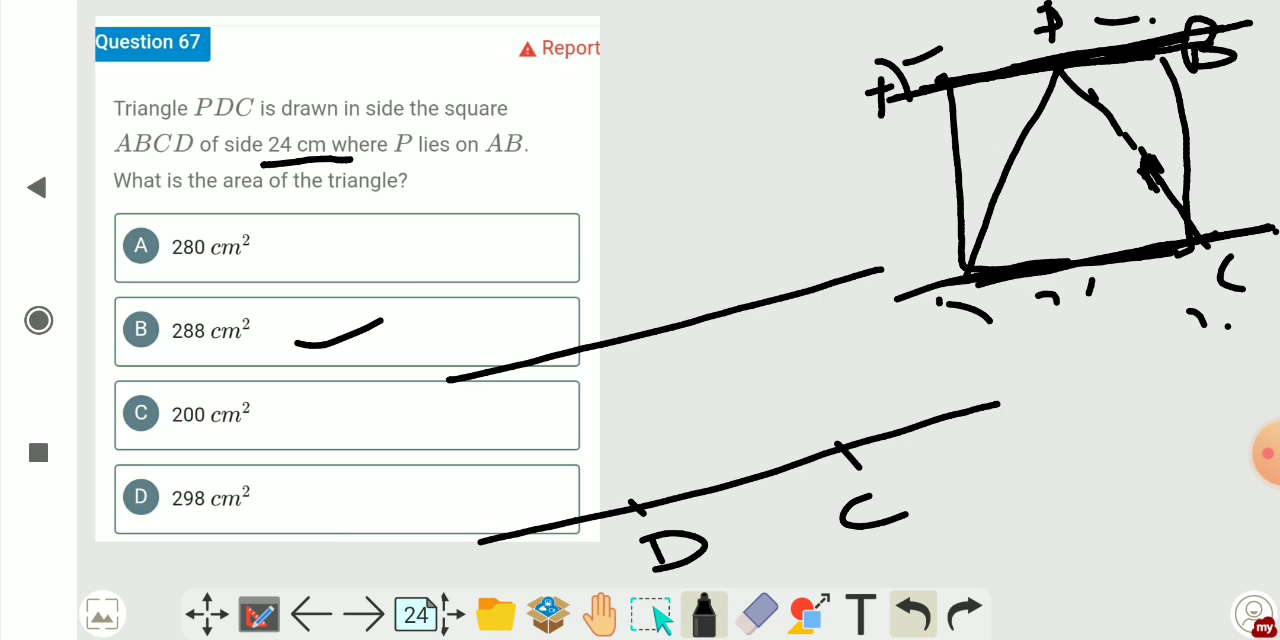 Question 67
Report
Triangle PDC is drawn in side the square
ABCD of side 24 cm where P lies on AB.
What is the area of the triangle?
A 280 cm²
B 288 cm²
C 200 cm²
D 298 cm²
P
B
C
D
C
24
T
my